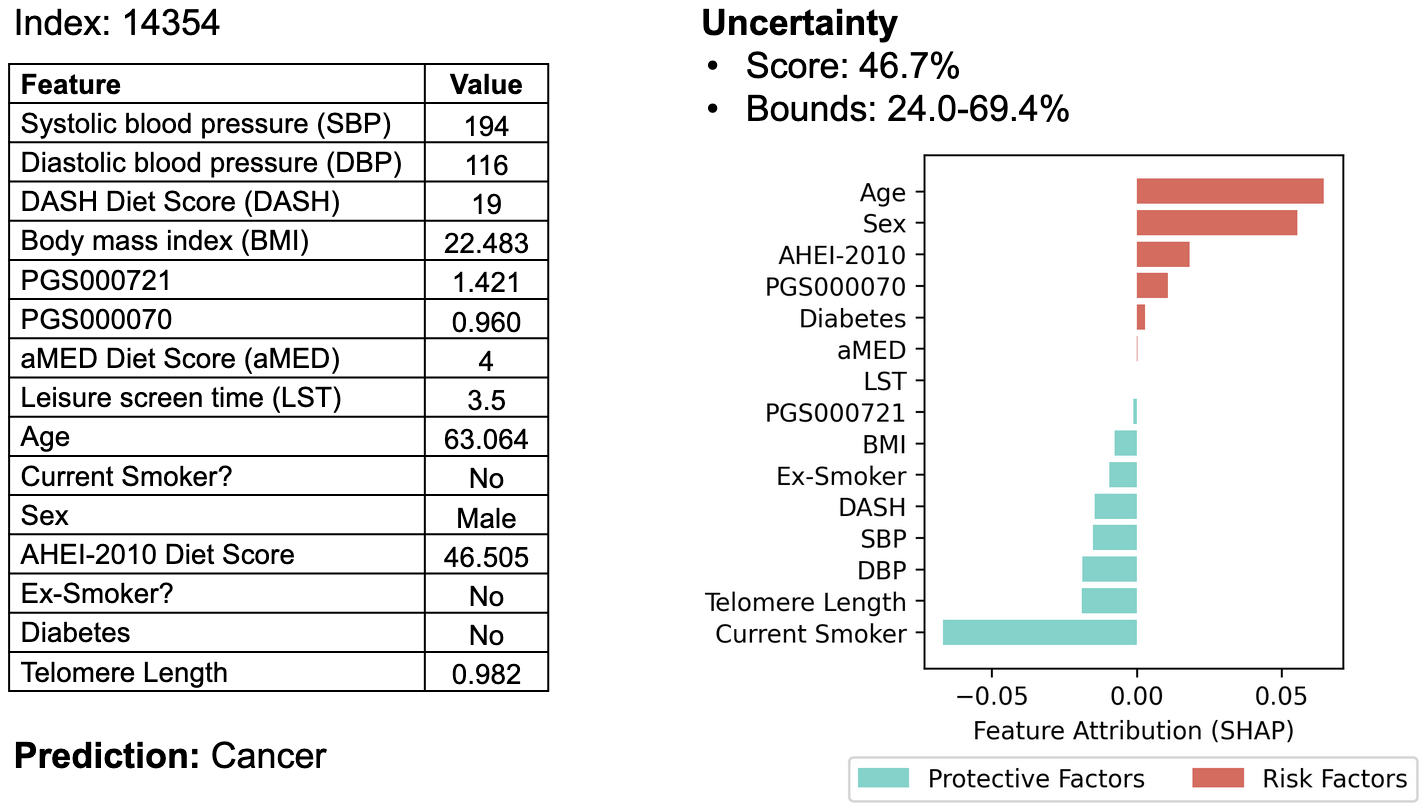 Index: 14354
Feature Value
Systolic blood pressure (SBP) 194
Diastolic blood pressure (DBP) 116
DASH Diet Score (DASH) 19
Body mass index (BMI) 22.483
PGS000721 1.421
PGS000070 0.960
aMED Diet Score (aMED) 4
Leisure screen time (LST) 3.5
Age 63.064
Current Smoker? No
Sex Male
AHEI-2010 Diet Score 46.505
Ex-Smoker? No
Diabetes No
Telomere Length 0.982
Prediction: Cancer
Uncertainty
• Score: 46.7%
• Bounds: 24.0-69.4%
Age
Sex
AHEI-2010
PGS000070
Diabetes
aMED
LST
PGS000721
BMI
Ex-Smoker
DASH
SBP
DBP
Telomere Length
Current Smoker
−0.05 0.00 0.05
Feature Attribution (SHAP)
Protective Factors Risk Factors